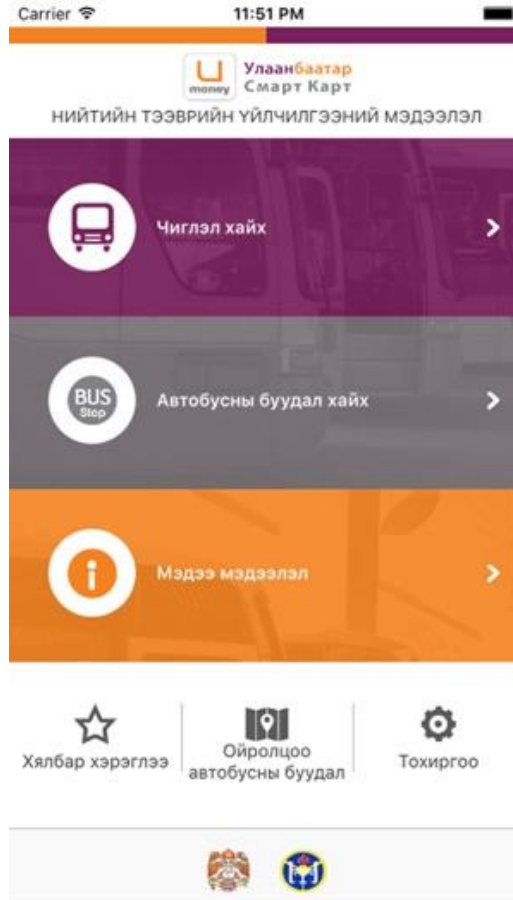 Carrier 11:51 PM
U money Улаанбаатар
Смарт Карт
НИЙТИЙН ТЭЭВРИЙН ҮЙЛЧИЛГЭЭНИЙ МЭДЭЭЛЭЛ
Чиглэл хайх
BUS
Stop
Автобусны буудал хайх
Мэдээ мэдээлэл
Хялбар хэрэглээ
Ойролцоо
автобусны буудал
Тохиргоо